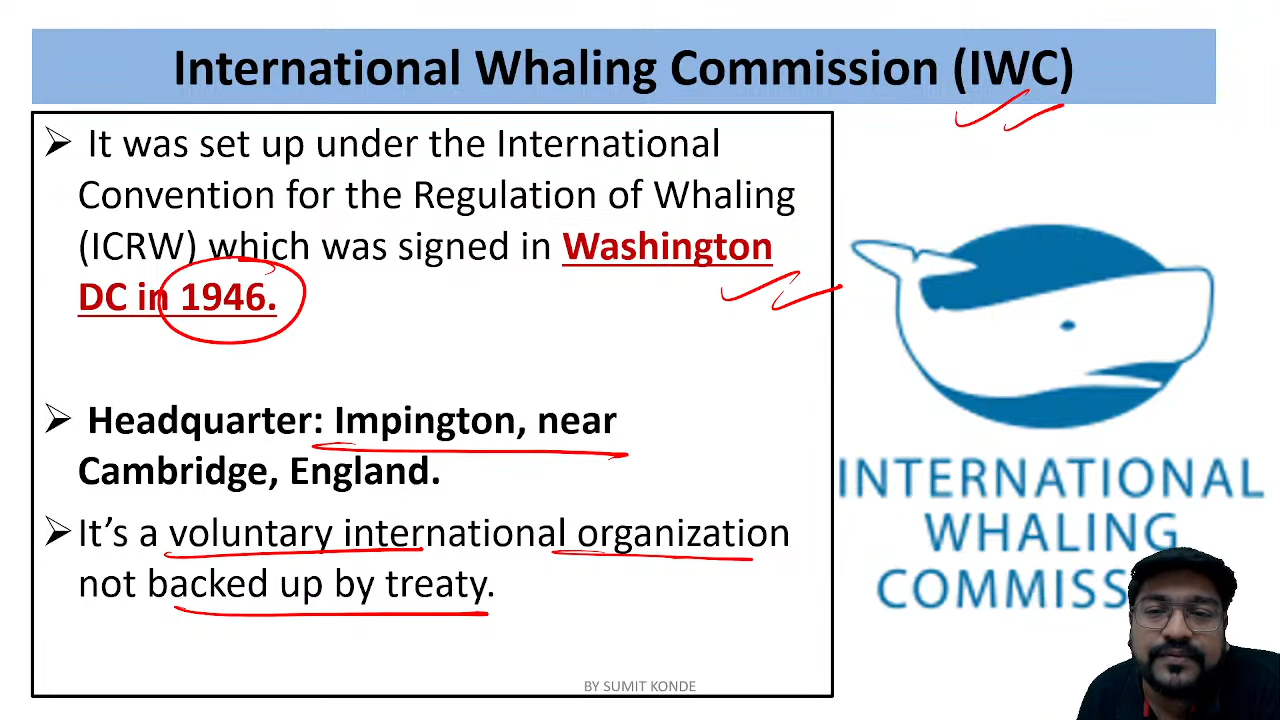 International Whaling Commission (IWC)
➢ It was set up under the International
Convention for the Regulation of Whaling
(ICRW) which was signed in Washington
DC in 1946.
➢ Headquarter: Impington, near
Cambridge, England.
➢ It’s a voluntary international organization
not backed up by treaty.
INTERNATIONAL
WHALING
COMMISS
BY SUMIT KONDE